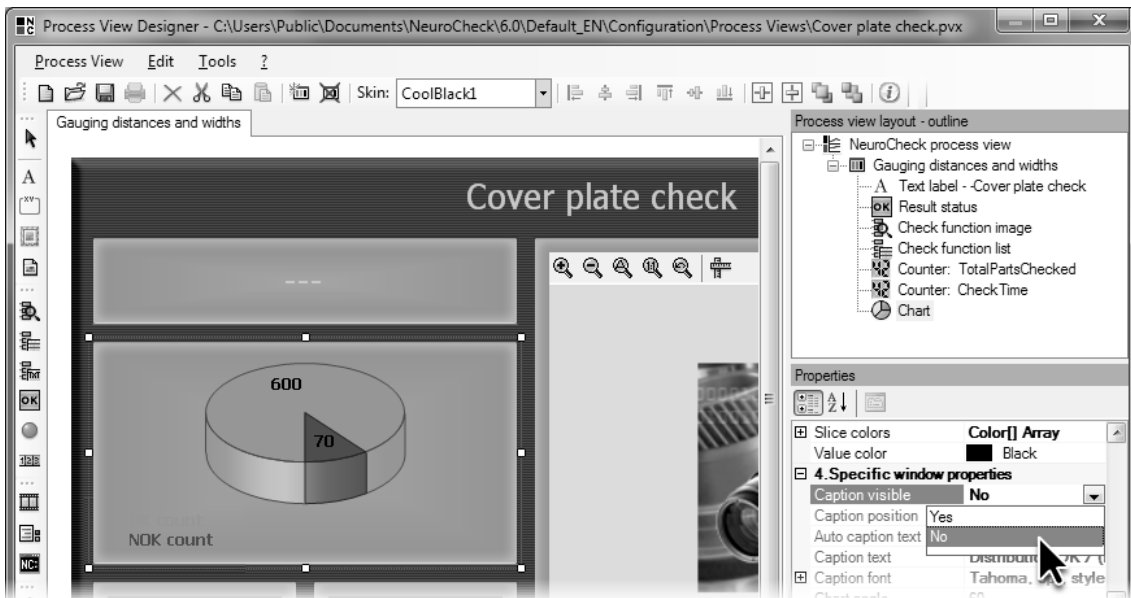 Process View Designer - C:\Users\Public\Documents\NeuroCheck\6.0\Default_EN\Configuration\Process Views\Cover plate check.pvx
Process View Edit Tools ?
Skin: CoolBlack1
Gauging distances and widths
Cover plate check
---
600
70
count
NOK count
Process view layout - outline
NeuroCheck process view
Gauging distances and widths
A Text label - -Cover plate check
OK Result status
Check function image
Check function list
Counter: TotalPartsChecked
Counter: CheckTime
Chart
Properties
Slice colors Color[] Array
Value color Black
4.Specific window properties
Caption visible No
Caption position Yes
Auto caption text No
Caption text
Caption font Tahoma, style